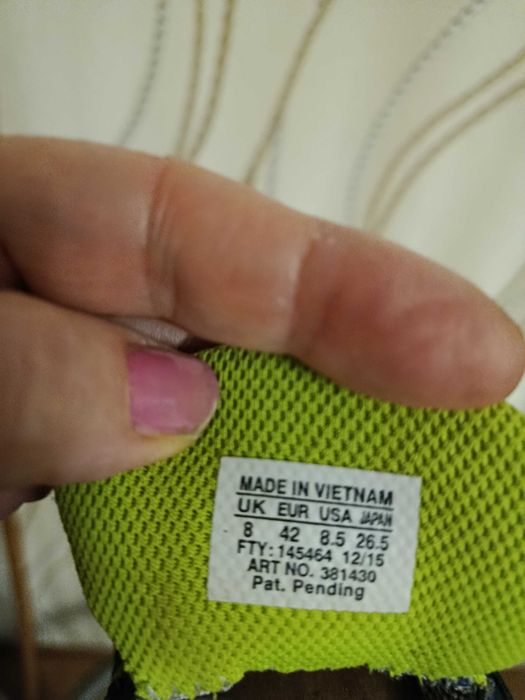 MADE IN VIETNAM
UK EUR USA JAPAN
8 42 8.5 26.5
FTY: 145464 12/15
ART NO. 381430
Pat. Pending